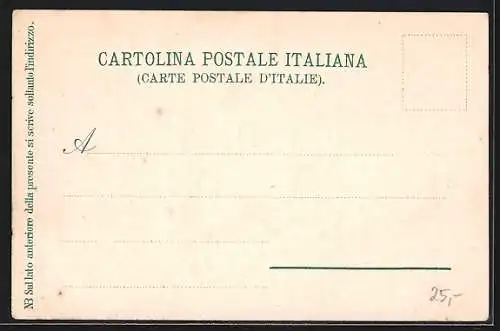 CARTOLINA POSTALE ITALIANA
(CARTE POSTALE D'ITALIE).
A
NB Sul lato anteriore della presente si scrive soltanto l'indirizzo.
25,-